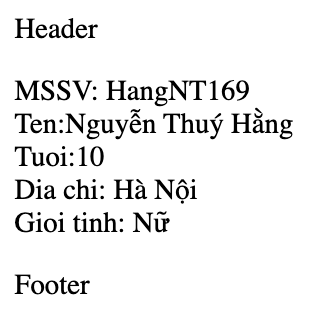 Header
MSSV: HangNT169
Ten:Nguyễn Thuý Hằng
Tuoi:10
Dia chi: Hà Nội
Gioi tinh: Nữ
Footer